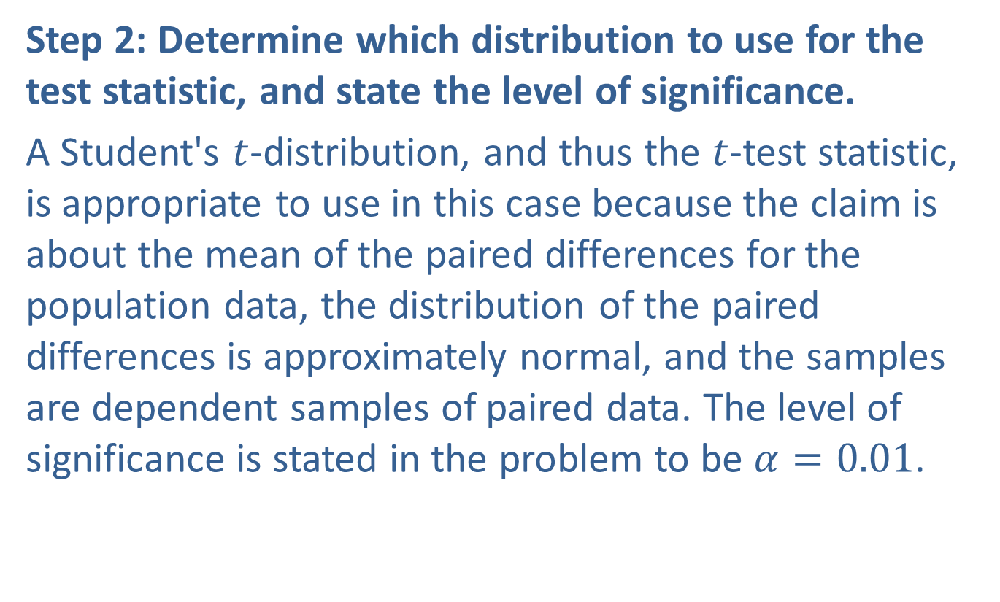 Step 2: Determine which distribution to use for the
test statistic, and state the level of significance.
A Student's t-distribution, and thus the t-test statistic,
is appropriate to use in this case because the claim is
about the mean of the paired differences for the
population data, the distribution of the paired
differences is approximately normal, and the samples
are dependent samples of paired data. The level of
significance is stated in the problem to be α = 0.01.